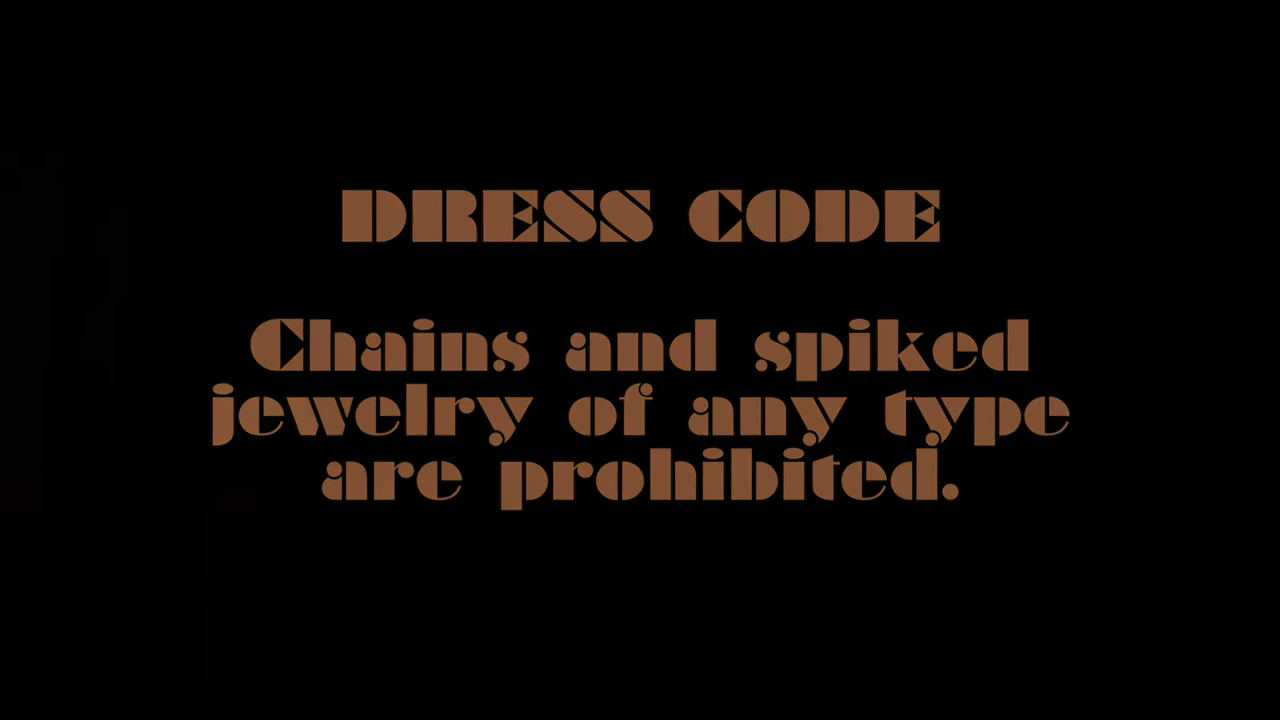 DRESS CODE
Chains and spiked
jewelry of any type
are prohibited.